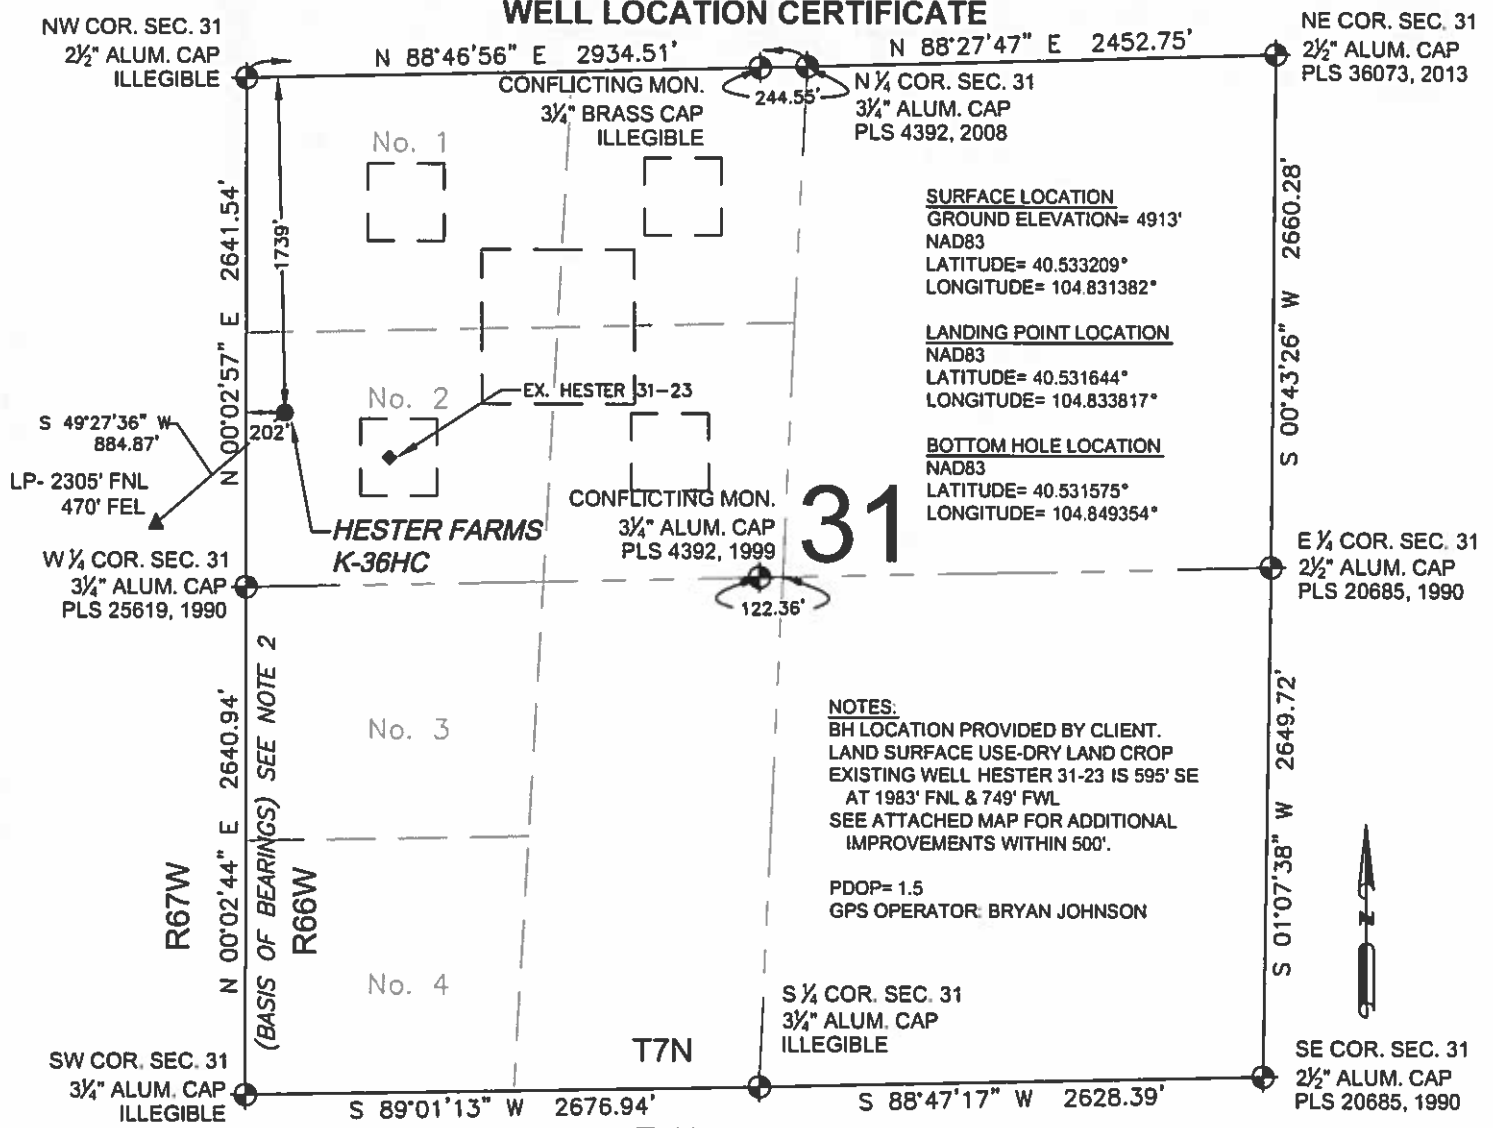 WELL LOCATION CERTIFICATE
NW COR. SEC. 31
2½" ALUM. CAP
ILLEGIBLE
N 88°46'56" E 2934.51'
N 88°27'47" E 2452.75'
NE COR. SEC. 31
2½" ALUM. CAP
PLS 36073, 2013
CONFLICTING MON.
3¼" BRASS CAP
ILLEGIBLE
244.55'
N ¼ COR. SEC. 31
3¼" ALUM. CAP
PLS 4392, 2008
No. 1
N 00°02'57" E 2641.54'
1739'
SURFACE LOCATION
GROUND ELEVATION= 4913'
NAD83
LATITUDE= 40.533209°
LONGITUDE= 104.831382°
LANDING POINT LOCATION
NAD83
LATITUDE= 40.531644°
LONGITUDE= 104.833817°
BOTTOM HOLE LOCATION
NAD83
LATITUDE= 40.531575°
LONGITUDE= 104.849354°
S 00°43'26" W 2660.28'
No. 2
EX. HESTER 31-23
S 49°27'36" W
884.87'
202'
LP- 2305' FNL
470' FEL
HESTER FARMS
K-36HC
CONFLICTING MON.
3¼" ALUM. CAP
PLS 4392, 1999
31
W ¼ COR. SEC. 31
3¼" ALUM. CAP
PLS 25619, 1990
122.36'
E ¼ COR. SEC. 31
2½" ALUM. CAP
PLS 20685, 1990
N 00°02'44" E 2640.94'
(BASIS OF BEARINGS) SEE NOTE 2
R67W
R66W
No. 3
NOTES:
BH LOCATION PROVIDED BY CLIENT.
LAND SURFACE USE-DRY LAND CROP
EXISTING WELL HESTER 31-23 IS 595' SE
AT 1983' FNL & 749' FWL
SEE ATTACHED MAP FOR ADDITIONAL
IMPROVEMENTS WITHIN 500'.
PDOP= 1.5
GPS OPERATOR: BRYAN JOHNSON
S 01°07'38" W 2649.72'
N
No. 4
T7N
S ¼ COR. SEC. 31
3¼" ALUM. CAP
ILLEGIBLE
SW COR. SEC. 31
3¼" ALUM. CAP
ILLEGIBLE
S 89°01'13" W 2676.94'
S 88°47'17" W 2628.39'
SE COR. SEC. 31
2½" ALUM. CAP
PLS 20685, 1990